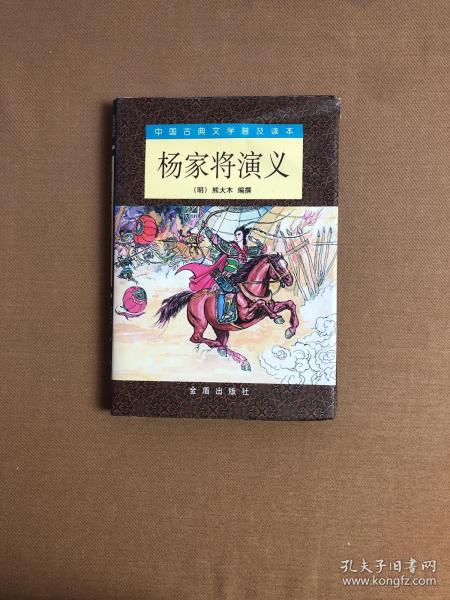 中国古典文学普及读本
杨家将演义
（明）熊大木 编撰
金盾出版社
孔夫子旧书网
www.kongfz.com